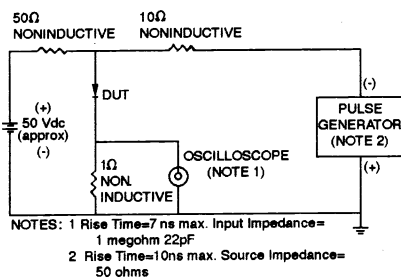 50Ω
NONINDUCTIVE
10Ω
NONINDUCTIVE
(+)
50 Vdc
(approx)
(-)
DUT
(-)
PULSE
GENERATOR
(NOTE 2)
(+)
1Ω
NON.
INDUCTIVE
OSCILLOSCOPE
(NOTE 1)
NOTES: 1 Rise Time=7 ns max. Input Impedance=
1 megohm 22pF
2 Rise Time=10ns max. Source Impedance=
50 ohms